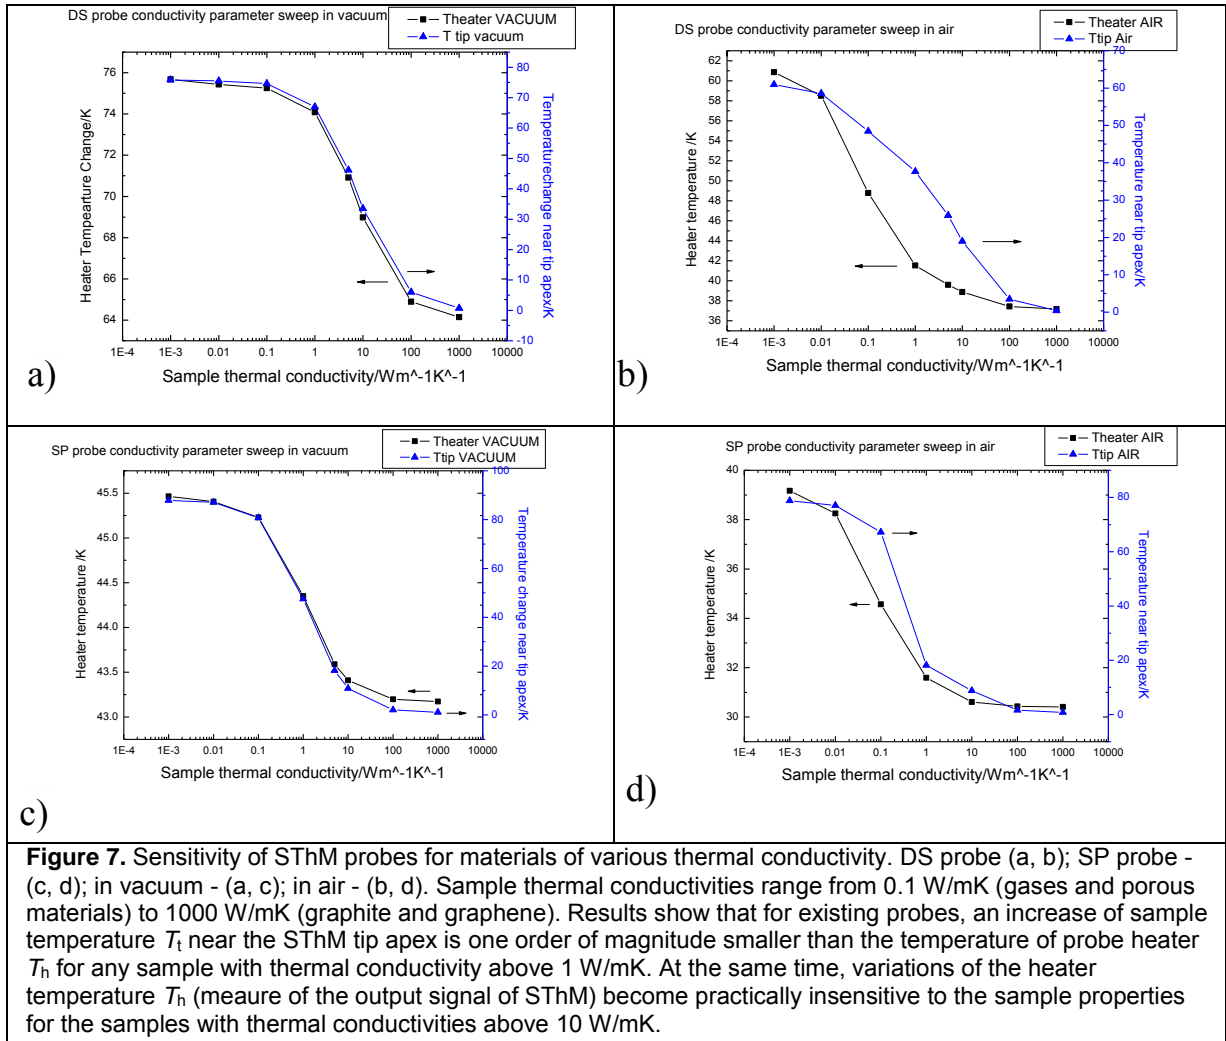 DS probe conductivity parameter sweep in vacuum
Theater VACUUM
T tip vacuum
76
74
72
70
68
66
64
Heater Tempearture Change/K
80
70
60
50
40
30
20
10
0
-10
Temperaturechange near tip apex/K
1E-4 1E-3 0.01 0.1 1 10 100 1000 10000
Sample thermal conductivity/Wm^-1K^-1
a)
DS probe conductivity parameter sweep in air
Theater AIR
Ttip Air
62
60
58
56
54
52
50
48
46
44
42
40
38
36
Heater temperature /K
70
60
50
40
30
20
10
0
Temperature near tip apex/K
1E-4 1E-3 0.01 0.1 1 10 100 1000 10000
Sample thermal conductivity/Wm^-1K^-1
b)
SP probe conductivity parameter sweep in vacuum
Theater VACUUM
Ttip VACUUM
45.5
45.0
44.5
44.0
43.5
43.0
Heater temperature /K
100
80
60
40
20
0
Temperature change near tip apex/K
1E-4 1E-3 0.01 0.1 1 10 100 1000 10000
Sample thermal conductivity/Wm^-1K^-1
c)
SP probe conductivity parameter sweep in air
Theater AIR
Ttip AIR
40
38
36
34
32
30
Heater temperature /K
80
60
40
20
0
Temperature near tip apex/K
1E-4 1E-3 0.01 0.1 1 10 100 1000 10000
Sample thermal conductivity/Wm^-1K^-1
d)
Figure 7. Sensitivity of SThM probes for materials of various thermal conductivity. DS probe (a, b); SP probe -
(c, d); in vacuum - (a, c); in air - (b, d). Sample thermal conductivities range from 0.1 W/mK (gases and porous
materials) to 1000 W/mK (graphite and graphene). Results show that for existing probes, an increase of sample
temperature Tt near the SThM tip apex is one order of magnitude smaller than the temperature of probe heater
Th for any sample with thermal conductivity above 1 W/mK. At the same time, variations of the heater
temperature Th (meaure of the output signal of SThM) become practically insensitive to the sample properties
for the samples with thermal conductivities above 10 W/mK.